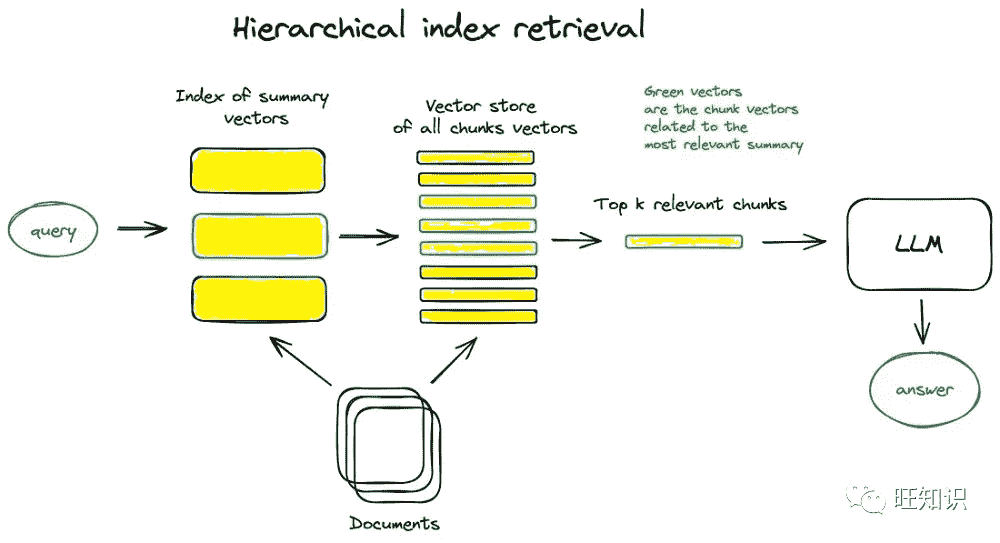 Hierarchical index retrieval
Index of summary
vectors
Vector store
of all chunks vectors
Green vectors
are the chunk vectors
related to the
most relevant summary
query
Top k relevant chunks
LLM
answer
Documents
旺知识